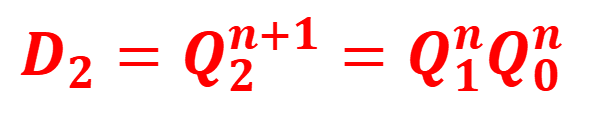 D₂ = Q₂ⁿ⁺¹ = Q₁ⁿQ₀ⁿ